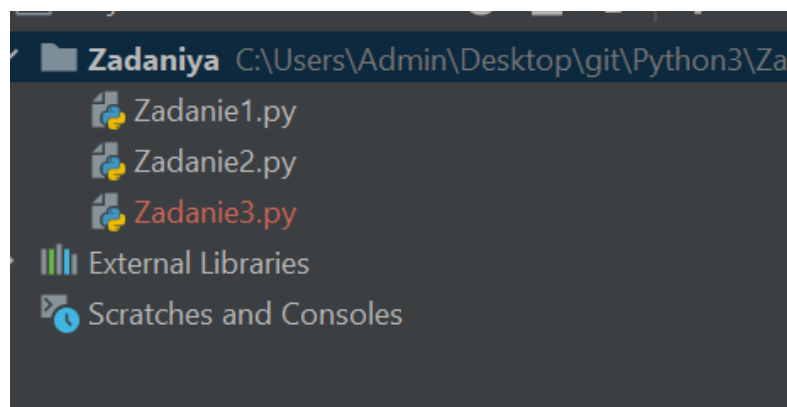 Zadaniya C:\Users\Admin\Desktop\git\Python3\Za
Zadanie1.py
Zadanie2.py
Zadanie3.py
External Libraries
Scratches and Consoles